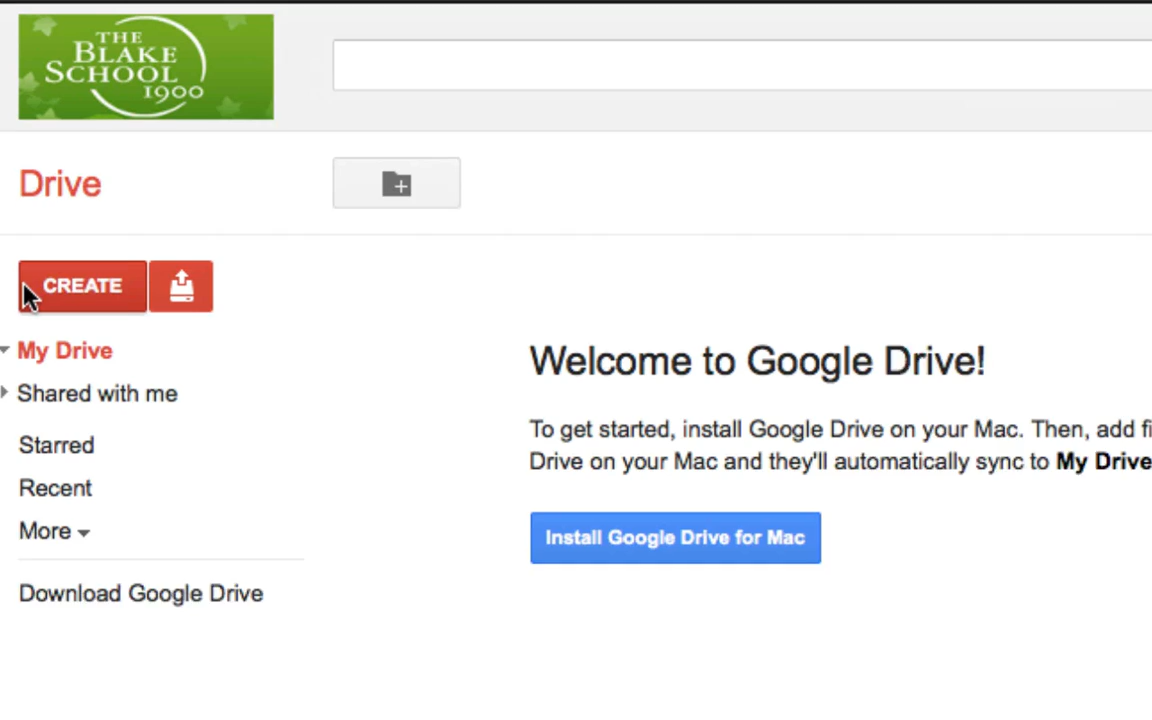 THE
BLAKE
SCHOOL
1900
Drive
CREATE
My Drive
Shared with me
Starred
Recent
More
Download Google Drive
Welcome to Google Drive!
To get started, install Google Drive on your Mac. Then, add fi
Drive on your Mac and they'll automatically sync to My Drive
Install Google Drive for Mac